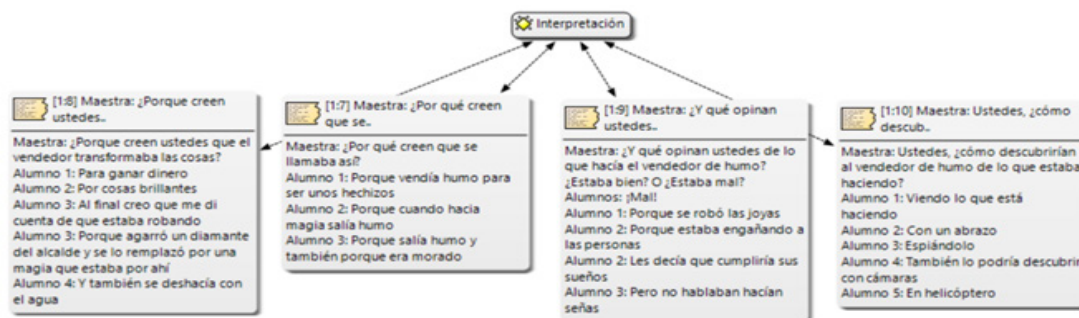 Interpretación
[1:8] Maestra: ¿Porque creen
ustedes..
Maestra: ¿Porque creen ustedes que el
vendedor transformaba las cosas?
Alumno 1: Para ganar dinero
Alumno 2: Por cosas brillantes
Alumno 3: Al final creo que me di
cuenta de que estaba robando
Alumno 3: Porque agarró un diamante
del alcalde y se lo remplazó por una
magia que estaba por ahí
Alumno 4: Y también se deshacía con
el agua
[1:7] Maestra: ¿Por qué creen
que se..
Maestra: ¿Por qué creen que se
llamaba así?
Alumno 1: Porque vendía humo para
ser unos hechizos
Alumno 2: Porque cuando hacia
magia salía humo
Alumno 3: Porque salía humo y
también porque era morado
[1:9] Maestra: ¿Y qué opinan
ustedes..
Maestra: ¿Y qué opinan ustedes de lo
que hacía el vendedor de humo?
¿Estaba bien? O ¿Estaba mal?
Alumnos: ¡Mal!
Alumno 1: Porque se robó las joyas
Alumno 2: Porque estaba engañando a
las personas
Alumno 2: Les decía que cumpliría sus
sueños
Alumno 3: Pero no hablaban hacían
señas
[1:10] Maestra: Ustedes, ¿cómo
descub..
Maestra: Ustedes, ¿cómo descubrirían
al vendedor de humo de lo que estaba
haciendo?
Alumno 1: Viendo lo que está
haciendo
Alumno 2: Con un abrazo
Alumno 3: Espiándolo
Alumno 4: También lo podría descubrir
con cámaras
Alumno 5: En helicóptero